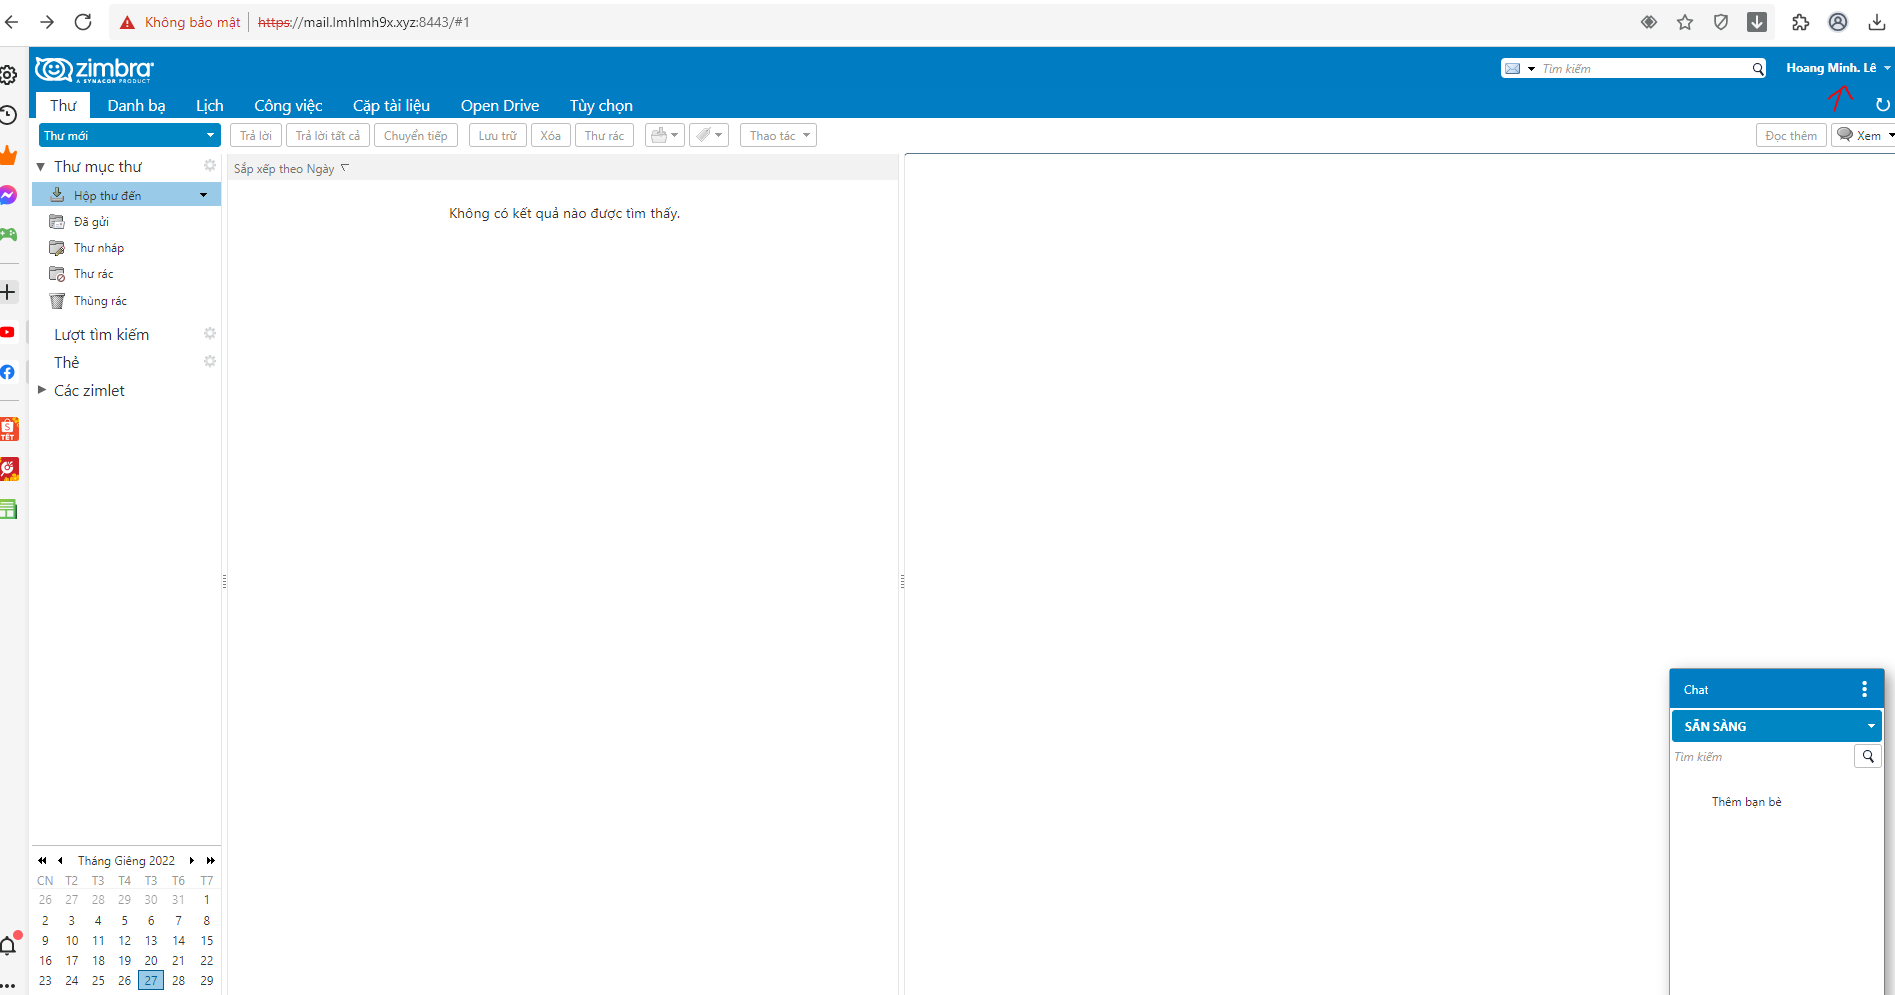 Không bảo mật https://mail.lmhlmh9x.xyz:8443/#1
zimbra
A SYNACOR PRODUCT
Tìm kiếm
Hoang Minh. Lê
Thư Danh bạ Lịch Công việc Cặp tài liệu Open Drive Tùy chọn
Thư mới Trả lời Trả lời tất cả Chuyển tiếp Lưu trữ Xóa Thư rác Thao tác Đọc thêm Xem
Thư mục thư
Sắp xếp theo Ngày
Hộp thư đến
Không có kết quả nào được tìm thấy.
Đã gửi
Thư nháp
Thư rác
Thùng rác
Lượt tìm kiếm
Thẻ
Các zimlet
TẾT
Chat
SẴN SÀNG
Tìm kiếm
Thêm bạn bè
Tháng Giêng 2022
CN T2 T3 T4 T3 T6 T7
26 27 28 29 30 31 1
2 3 4 5 6 7 8
9 10 11 12 13 14 15
16 17 18 19 20 21 22
23 24 25 26 27 28 29